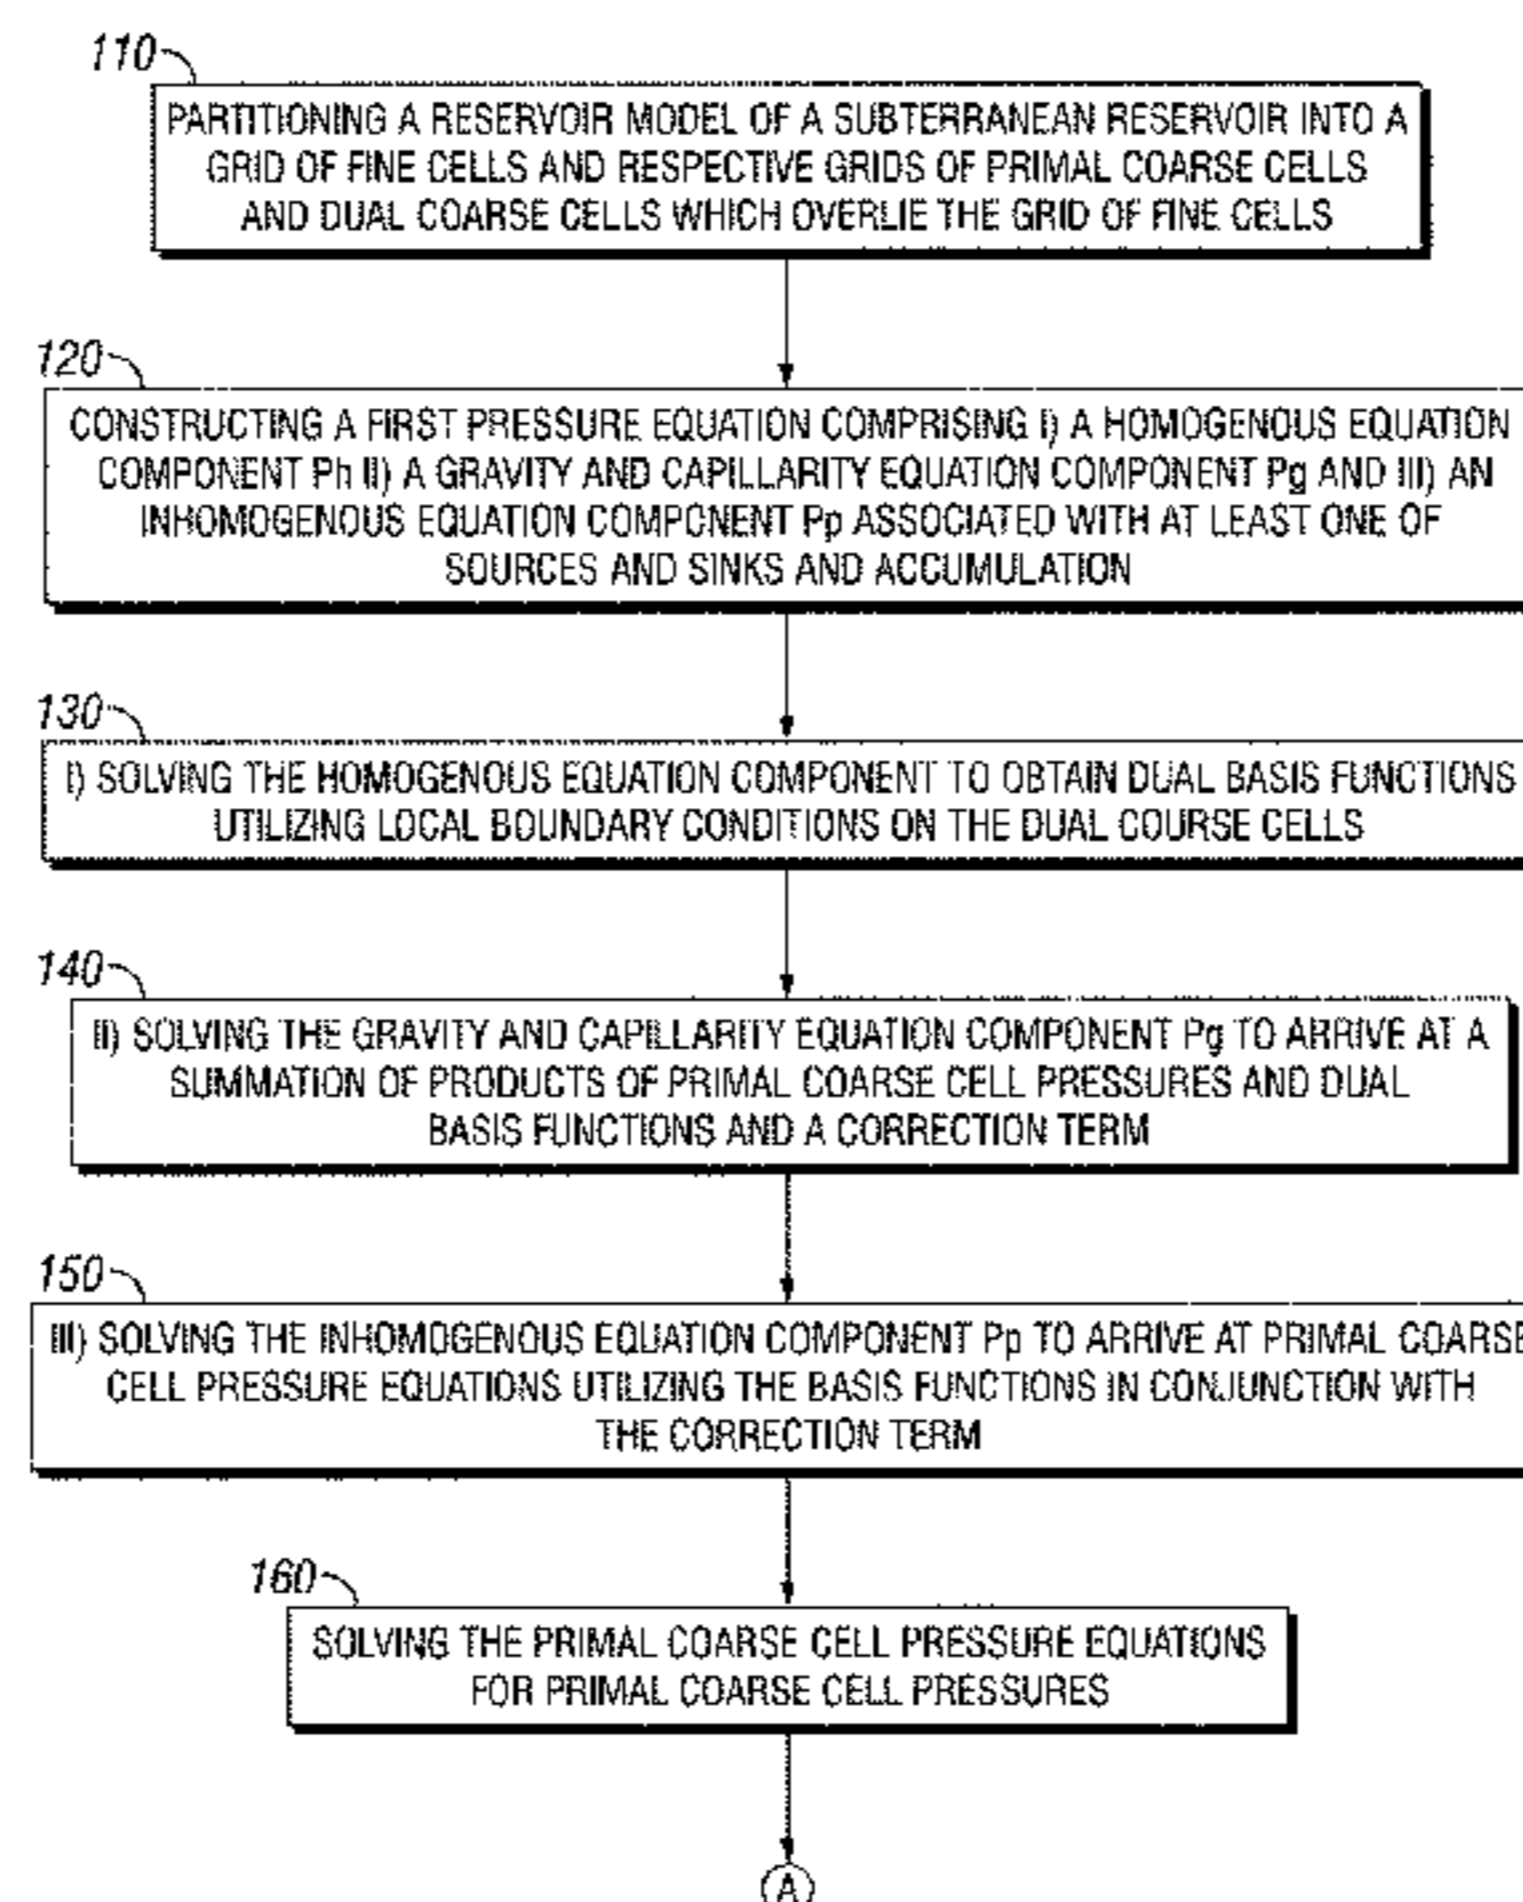 110
PARTITIONING A RESERVOIR MODEL OF A SUBTERRANEAN RESERVOIR INTO A
GRID OF FINE CELLS AND RESPECTIVE GRIDS OF PRIMAL COARSE CELLS
AND DUAL COARSE CELLS WHICH OVERLIE THE GRID OF FINE CELLS
120
CONSTRUCTING A FIRST PRESSURE EQUATION COMPRISING I) A HOMOGENOUS EQUATION
COMPONENT Ph II) A GRAVITY AND CAPILLARITY EQUATION COMPONENT Pg AND III) AN
INHOMOGENOUS EQUATION COMPONENT Pp ASSOCIATED WITH AT LEAST ONE OF
SOURCES AND SINKS AND ACCUMULATION
130
I) SOLVING THE HOMOGENOUS EQUATION COMPONENT TO OBTAIN DUAL BASIS FUNCTIONS
UTILIZING LOCAL BOUNDARY CONDITIONS ON THE DUAL COURSE CELLS
140
II) SOLVING THE GRAVITY AND CAPILLARITY EQUATION COMPONENT Pg TO ARRIVE AT A
SUMMATION OF PRODUCTS OF PRIMAL COARSE CELL PRESSURES AND DUAL
BASIS FUNCTIONS AND A CORRECTION TERM
150
III) SOLVING THE INHOMOGENOUS EQUATION COMPONENT Pp TO ARRIVE AT PRIMAL COARSE
CELL PRESSURE EQUATIONS UTILIZING THE BASIS FUNCTIONS IN CONJUNCTION WITH
THE CORRECTION TERM
160
SOLVING THE PRIMAL COARSE CELL PRESSURE EQUATIONS
FOR PRIMAL COARSE CELL PRESSURES
A